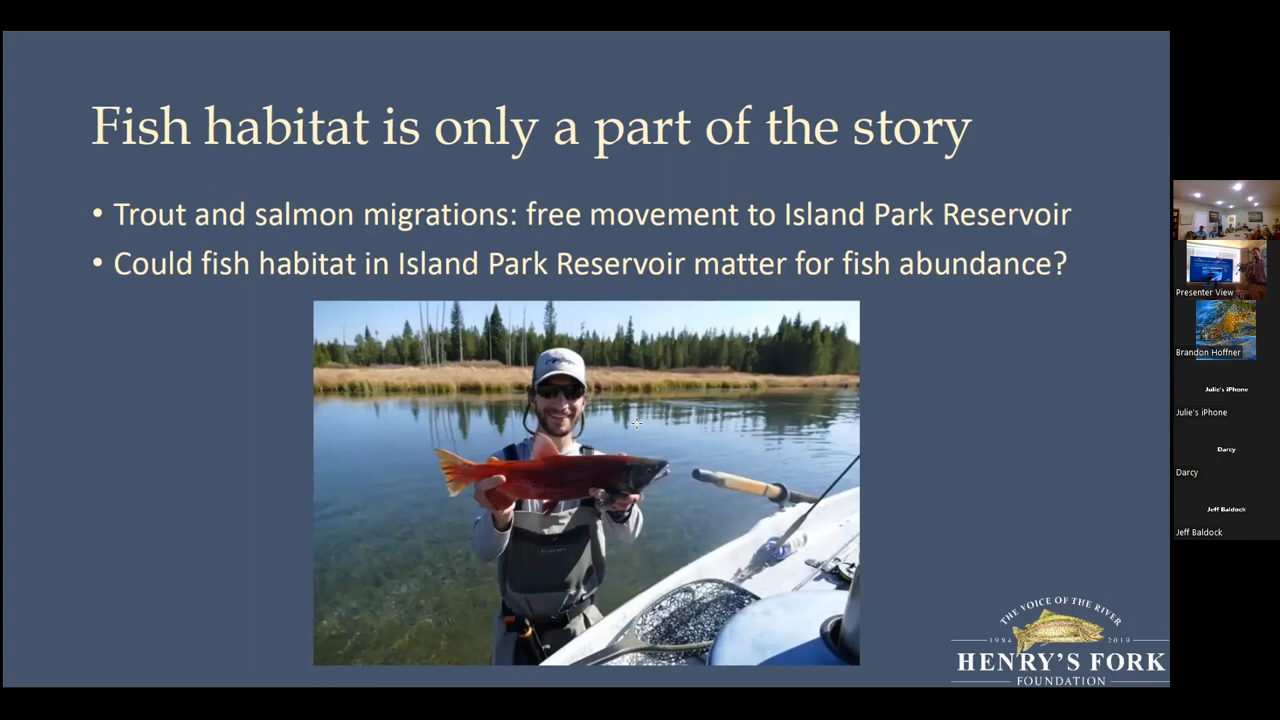 Fish habitat is only a part of the story
• Trout and salmon migrations: free movement to Island Park Reservoir
• Could fish habitat in Island Park Reservoir matter for fish abundance?
THE VOICE OF THE RIVER
1984 2019
HENRY'S FORK
FOUNDATION
Presenter View
Brandon Hoffner
Julie's iPhone
Julie's iPhone
Darcy
Darcy
Jeff Baldock
Jeff Baldock